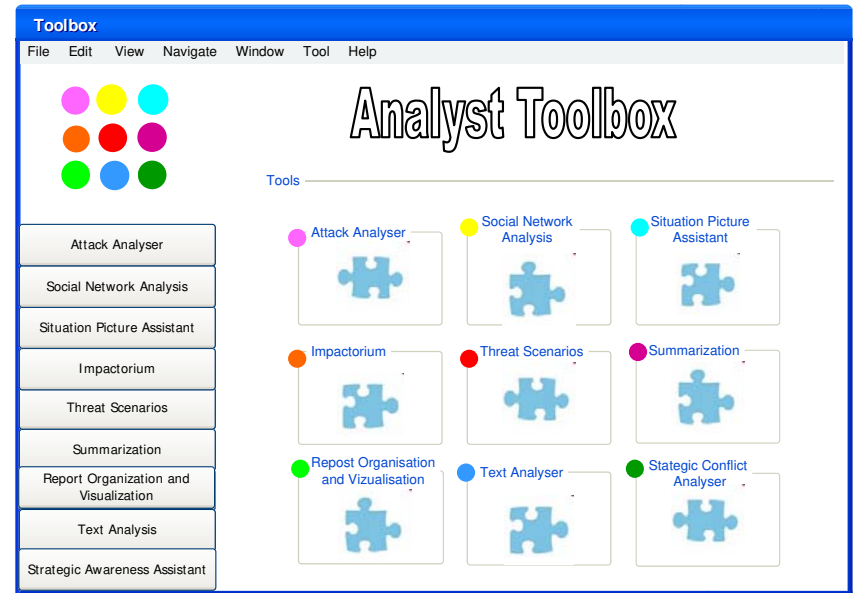 Toolbox
File Edit View Navigate Window Tool Help
Analyst Toolbox
Tools
Attack Analyser
Social Network Analysis
Situation Picture Assistant
Impactorium
Threat Scenarios
Summarization
Report Organization and
Visualization
Text Analysis
Strategic Awareness Assistant
Attack Analyser
Social Network
Analysis
Situation Picture
Assistant
Impactorium
Threat Scenarios
Summarization
Repost Organisation
and Vizualisation
Text Analyser
Stategic Conflict
Analyser